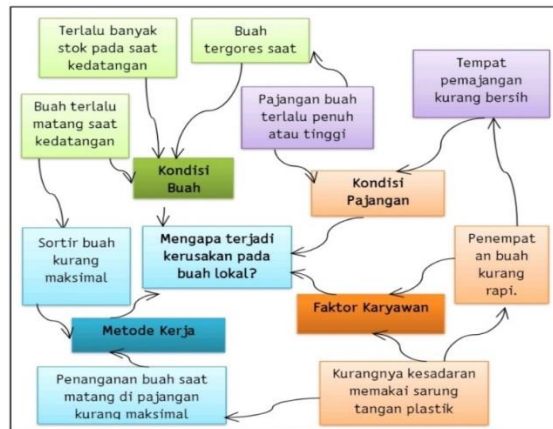 Terlalu banyak
stok pada saat
kedatangan
Buah
tergores saat
Tempat
pemajangan
kurang bersih
Buah terlalu
matang saat
kedatangan
Pajangan buah
terlalu penuh
atau tinggi
Kondisi
Buah
Kondisi
Pajangan
Sortir buah
kurang
maksimal
Mengapa terjadi
kerusakan pada
buah lokal?
Penempat
an buah
kurang
rapi.
Metode Kerja
Faktor Karyawan
Penanganan buah saat
matang di pajangan
kurang maksimal
Kurangnya kesadaran
memakai sarung
tangan plastik